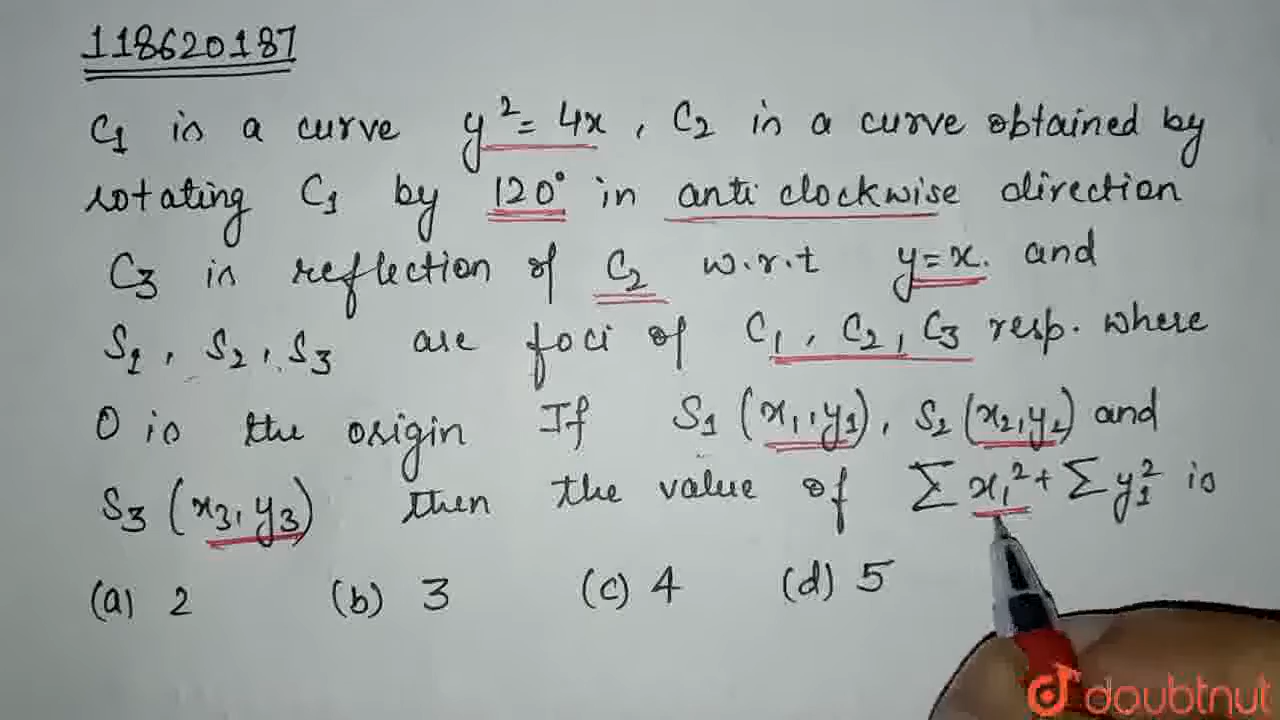 118620187
C1 is a curve y² = 4x , C2 is a curve obtained by
rotating C1 by 120° in anti clockwise direction
C3 is reflection of C2 w.r.t y=x. and
S1 , S2 , S3 are foci of C1 , C2 , C3 resp. where
O is the origin If S1 (x1, y1), S2 (x2, y2) and
S3 (x3, y3) then the value of Σx1² + Σy1² is
(a) 2 (b) 3 (c) 4 (d) 5
doubtnut